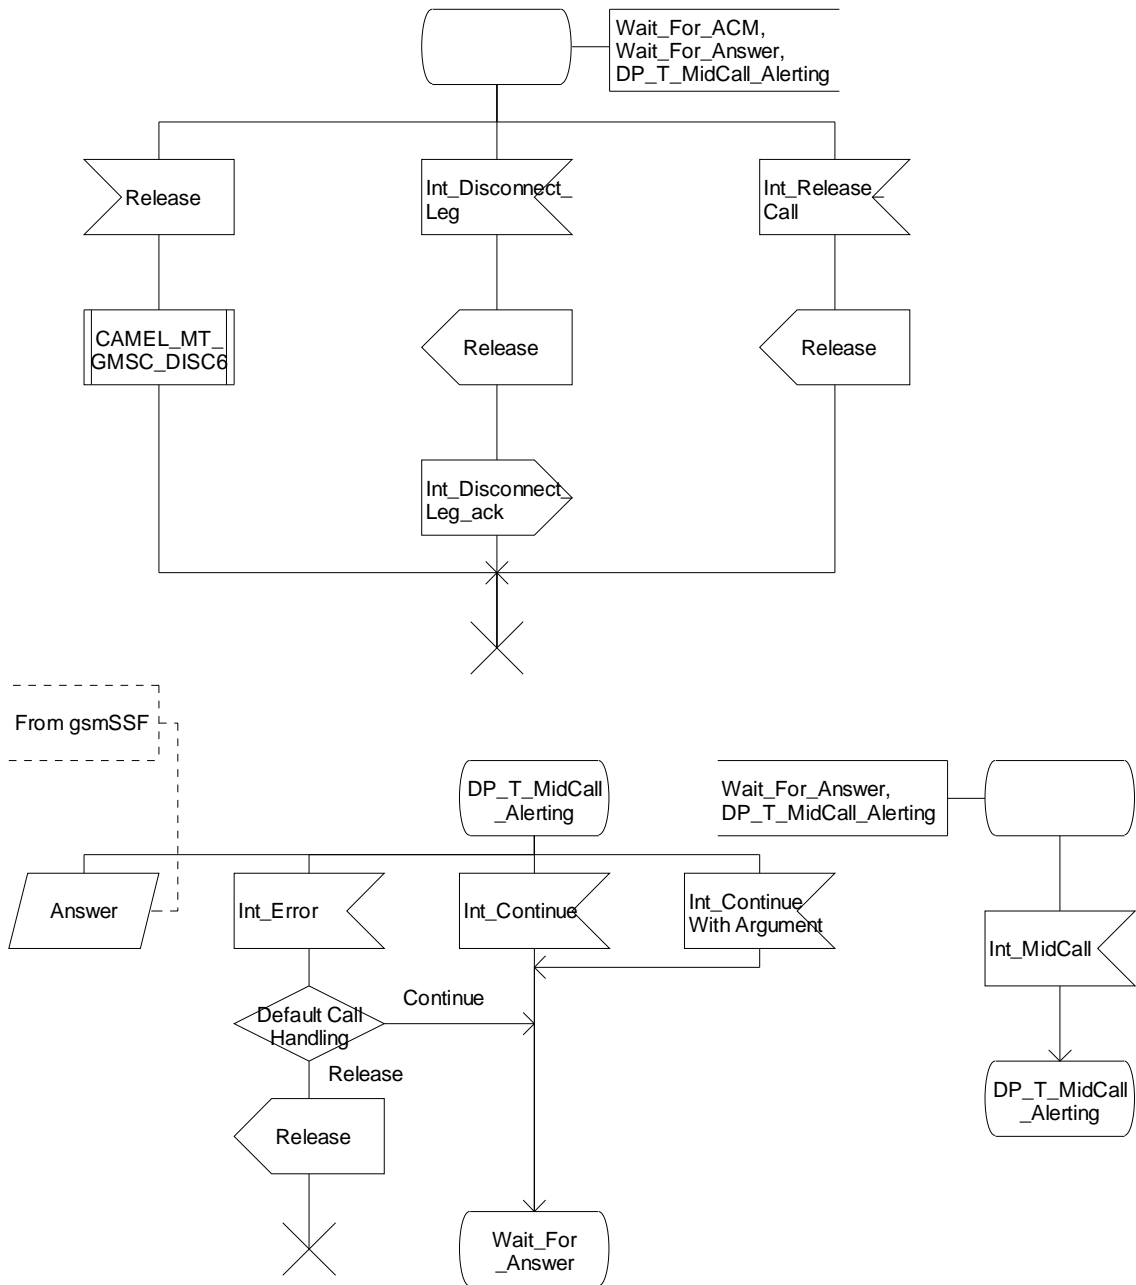 Wait_For_ACM,
Wait_For_Answer,
DP_T_MidCall_Alerting
Release
Int_Disconnect_
Leg
Int_Release_
Call
CAMEL_MT_
GMSC_DISC6
Release
Release
Int_Disconnect_
Leg_ack
From gsmSSF
DP_T_MidCall
_Alerting
Wait_For_Answer,
DP_T_MidCall_Alerting
Answer
Int_Error
Int_Continue
Int_Continue_
With Argument
Int_MidCall
Default Call
Handling
Continue
Release
DP_T_MidCall
_Alerting
Release
Wait_For
_Answer